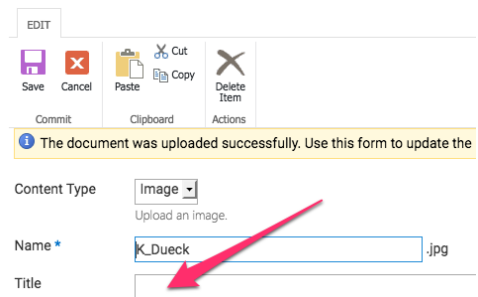 EDIT
Save Cancel Paste Cut Copy Delete Item
Commit Clipboard Actions
The document was uploaded successfully. Use this form to update the
Content Type Image
Upload an image.
Name * K_Dueck .jpg
Title